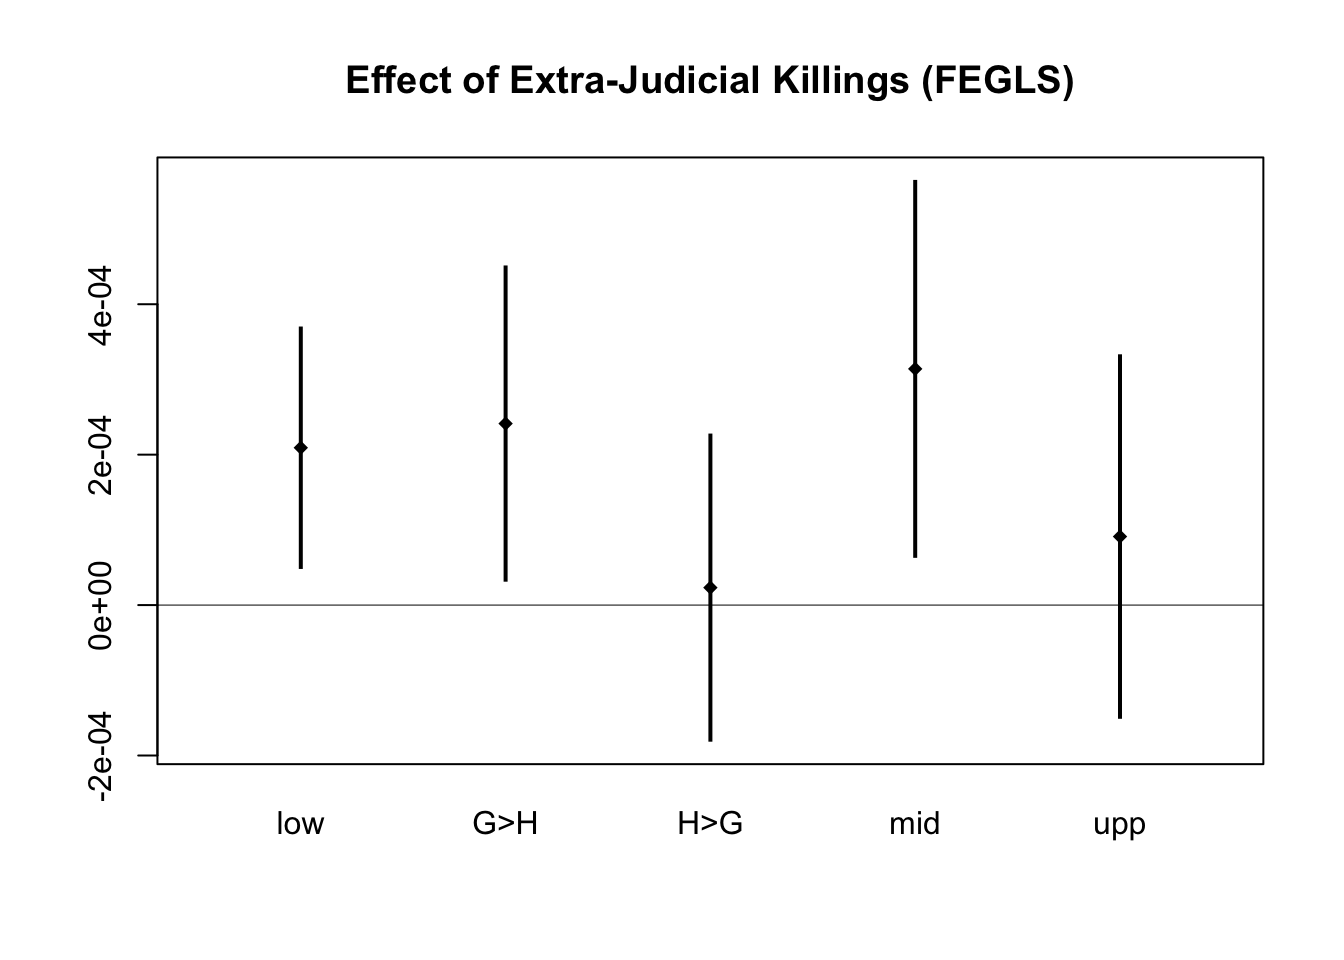 Effect of Extra-Judicial Killings (FEGLS)
4e-04
2e-04
0e+00
-2e-04
low G>H H>G mid upp